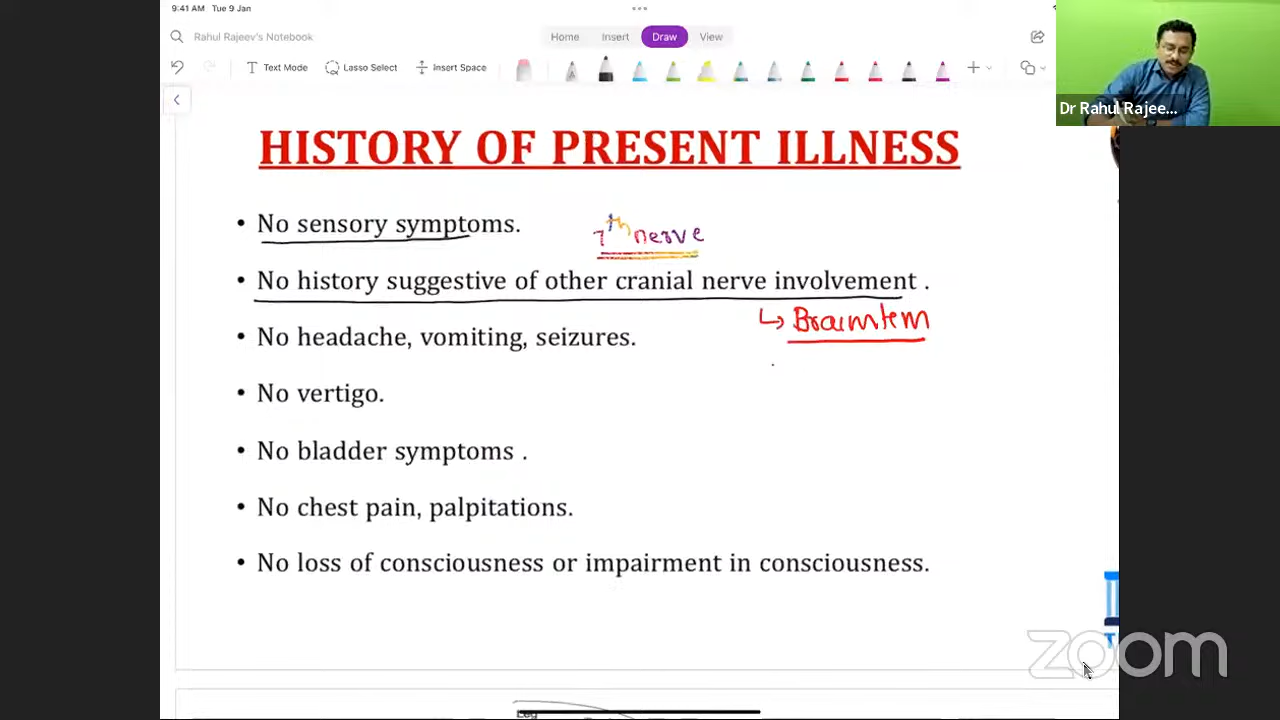 9:41 AM Tue 9 Jan
Rahul Rajeev's Notebook
Home Insert Draw View
Text Mode Lasso Select Insert Space
Dr Rahul Rajee...
HISTORY OF PRESENT ILLNESS
• No sensory symptoms.
7th nerve
• No history suggestive of other cranial nerve involvement .
↳ Brainstem
• No headache, vomiting, seizures.
• No vertigo.
• No bladder symptoms .
• No chest pain, palpitations.
• No loss of consciousness or impairment in consciousness.
zoom
Leg